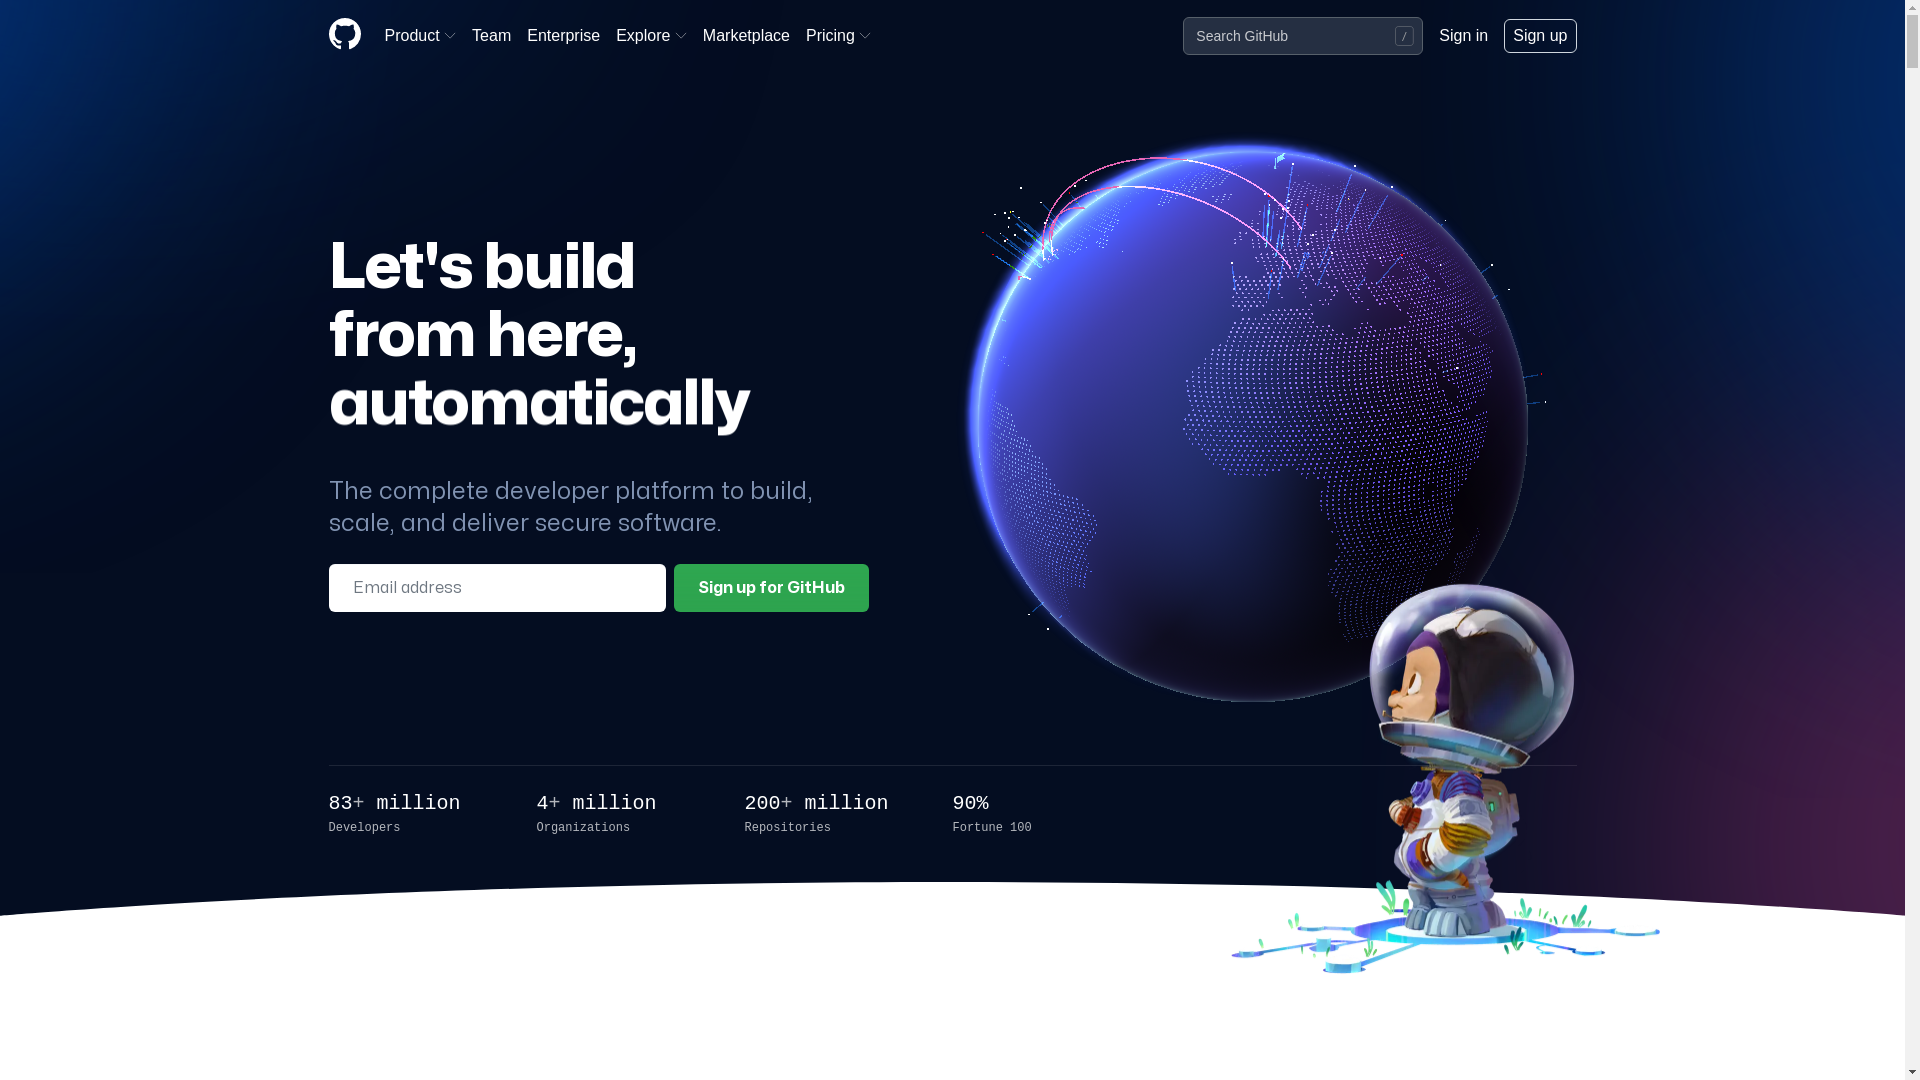 Product Team Enterprise Explore Marketplace Pricing Search GitHub / Sign in Sign up
Let's build
from here,
automatically
The complete developer platform to build,
scale, and deliver secure software.
Email address Sign up for GitHub
83+ million 4+ million 200+ million 90%
Developers Organizations Repositories Fortune 100